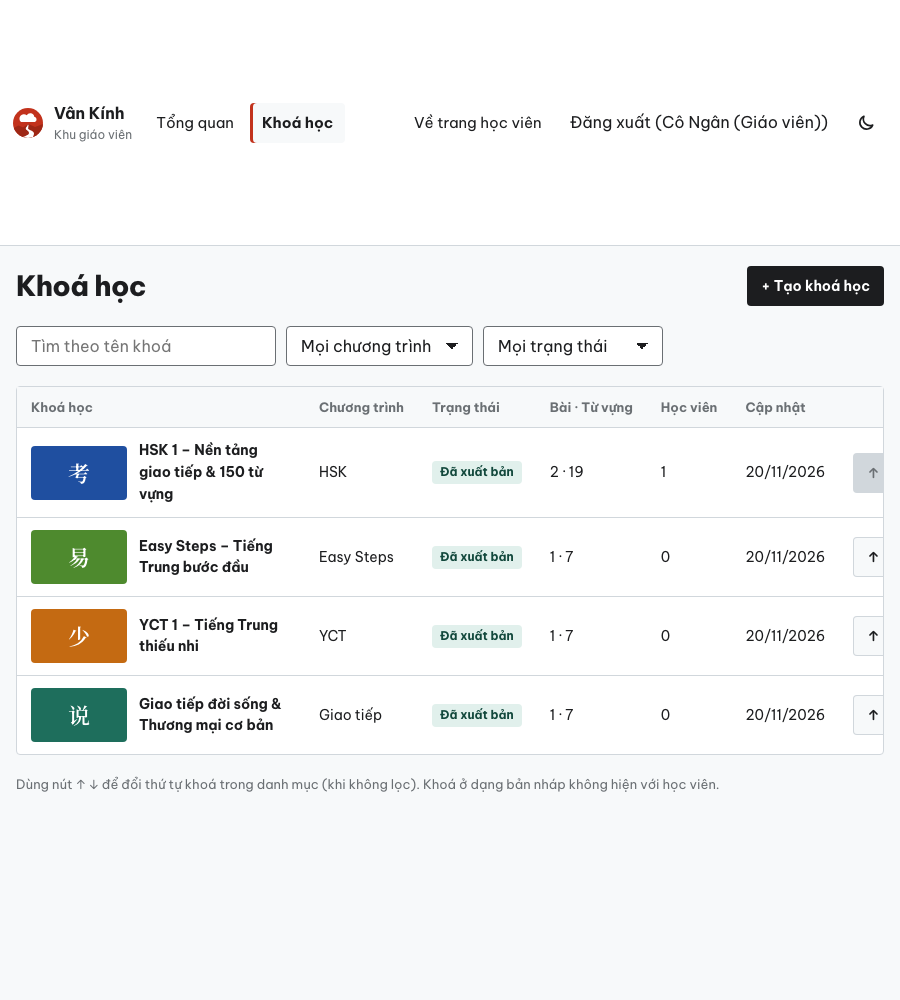 Vân Kính
Khu giáo viên
Tổng quan
Khoá học
Về trang học viên
Đăng xuất (Cô Ngân (Giáo viên))
Khoá học
+ Tạo khoá học
Tìm theo tên khoá
Mọi chương trình
Mọi trạng thái
Khoá học
Chương trình
Trạng thái
Bài · Từ vựng
Học viên
Cập nhật
考
HSK 1 – Nền tảng
giao tiếp & 150 từ
vựng
HSK
Đã xuất bản
2 · 19
1
20/11/2026
↑
易
Easy Steps – Tiếng
Trung bước đầu
Easy Steps
Đã xuất bản
1 · 7
0
20/11/2026
↑
少
YCT 1 – Tiếng Trung
thiếu nhi
YCT
Đã xuất bản
1 · 7
0
20/11/2026
↑
说
Giao tiếp đời sống &
Thương mại cơ bản
Giao tiếp
Đã xuất bản
1 · 7
0
20/11/2026
↑
Dùng nút ↑ ↓ để đổi thứ tự khoá trong danh mục (khi không lọc). Khoá ở dạng bản nháp không hiện với học viên.